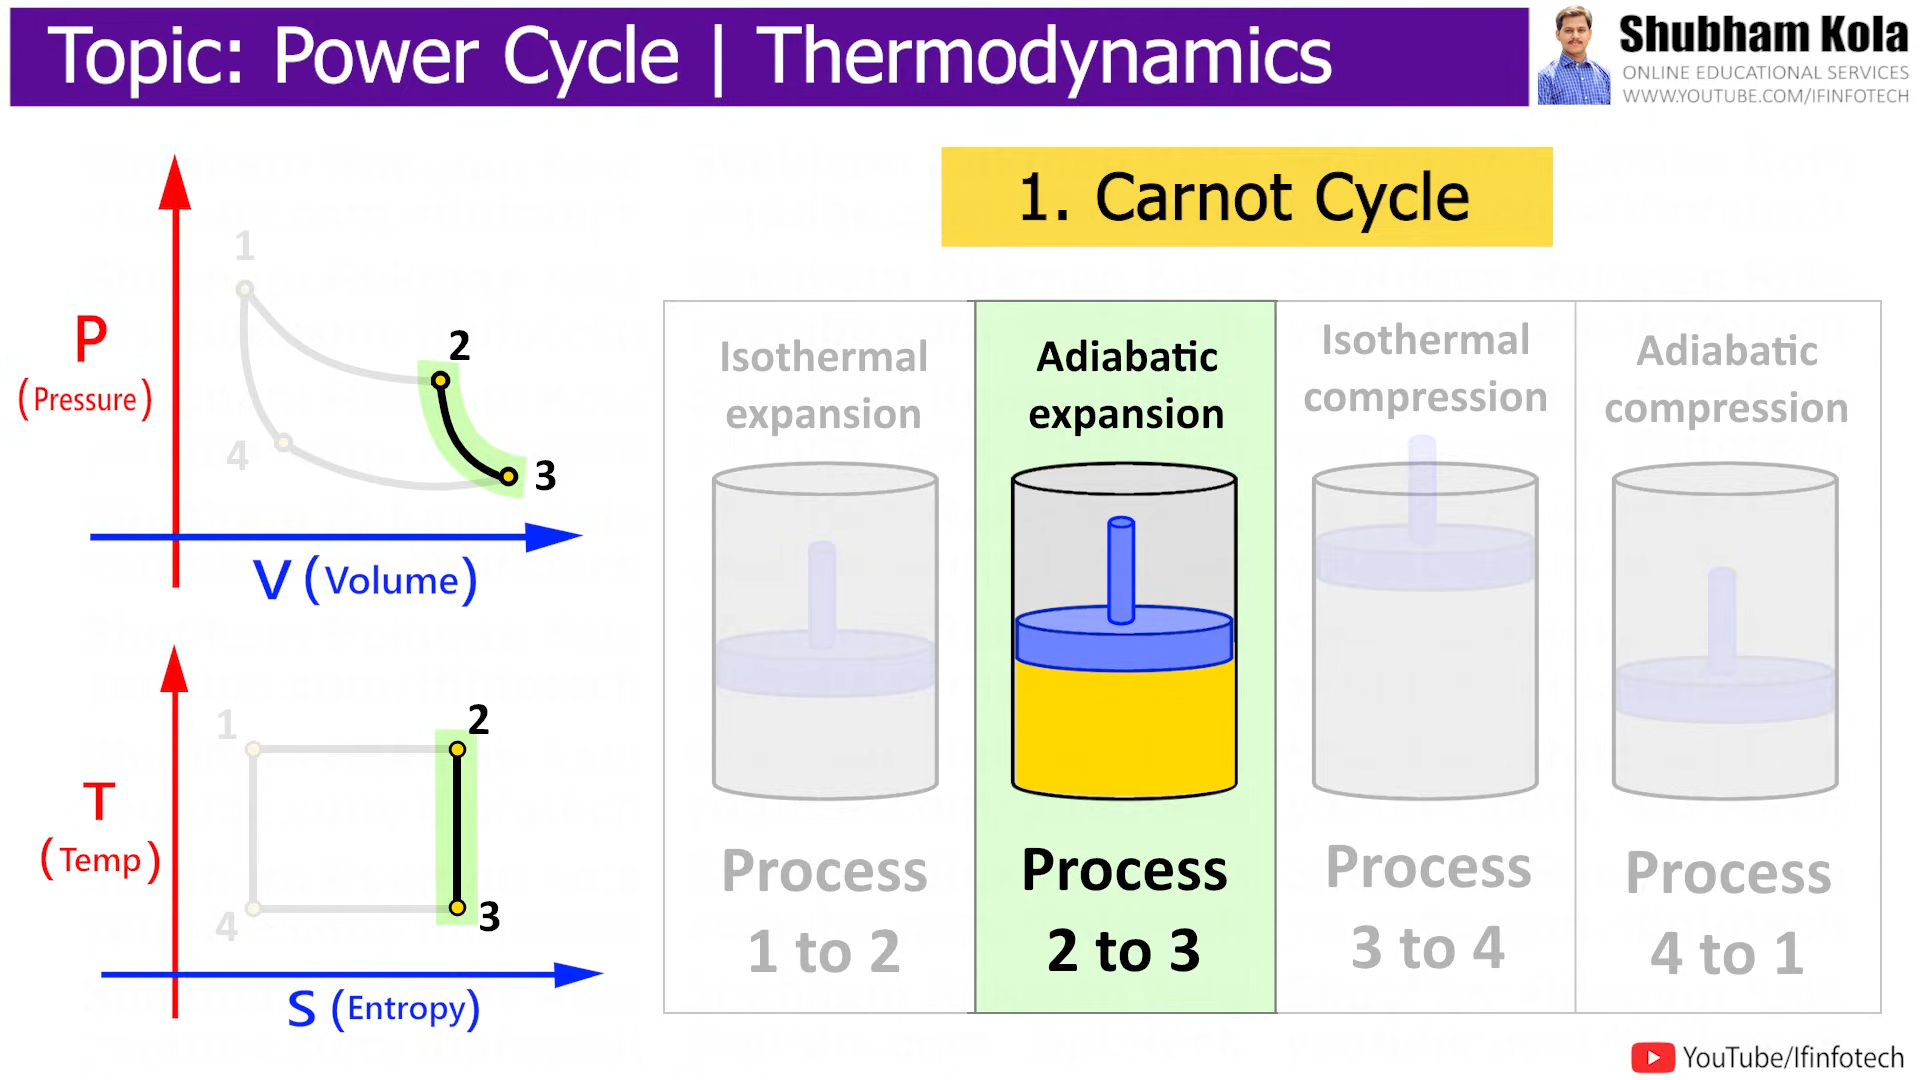 Topic: Power Cycle | Thermodynamics
Shubham Kola
ONLINE EDUCATIONAL SERVICES
WWW.YOUTUBE.COM/IFINFOTECH
1. Carnot Cycle
P
(Pressure)
1
2
3
4
V (Volume)
T
(Temp)
1
2
3
4
S (Entropy)
Isothermal
expansion
Process
1 to 2
Adiabatic
expansion
Process
2 to 3
Isothermal
compression
Process
3 to 4
Adiabatic
compression
Process
4 to 1
YouTube/Ifinfotech